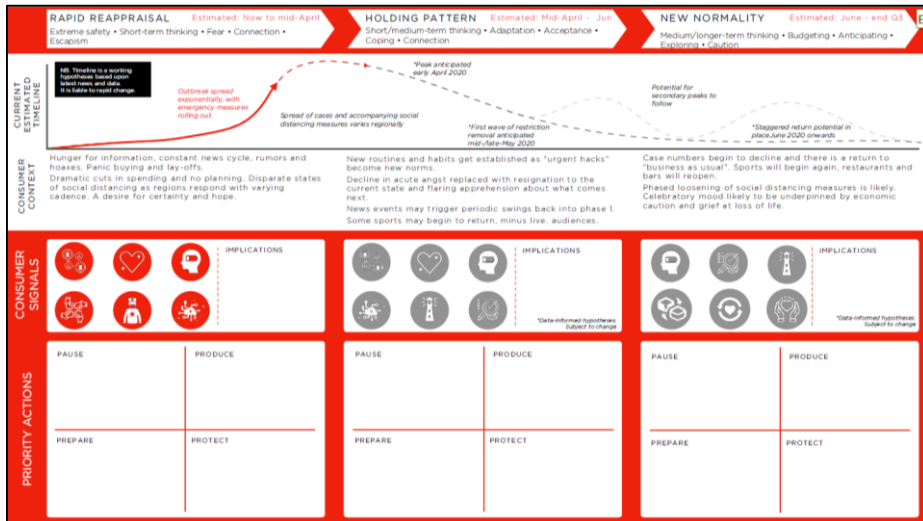 RAPID REAPPRAISAL
Estimated: Now to mid-April
Extreme safety • Short-term thinking • Fear • Connection •
Escapism
HOLDING PATTERN
Estimated: Mid-April - Jun
Short/medium-term thinking • Adaptation • Acceptance •
Coping • Connection
NEW NORMALITY
Estimated: June - end Q3
Medium/longer-term thinking • Budgeting • Anticipating •
Exploring • Caution
E
CURRENT
ESTIMATED
TIMELINE
NB. Timeline is a working
hypotheses based upon
latest news and data.
It is liable to rapid change.
Outbreak spread
exponentially, with
emergency measures
rolling out.
Spread of cases and accompanying social
distancing measures varies regionally
*Peak anticipated
early April 2020
*First wave of restriction
removal anticipated
mid-/late-May 2020
Potential for
secondary peaks to
follow
*Staggered return potential in
place June 2020 onwards
CONSUMER
CONTEXT
Hunger for information, constant news cycle, rumors and
hoaxes. Panic buying and lay-offs.
Dramatic cuts in spending and no planning. Disparate states
of social distancing as regions respond with varying
cadence. A desire for certainty and hope.
New routines and habits get established as "urgent hacks"
become new norms.
Decline in acute angst replaced with resignation to the
current state and flaring apprehension about what comes
next.
News events may trigger periodic swings back into phase 1.
Some sports may begin to return, minus live, audiences.
Case numbers begin to decline and there is a return to
"business as usual". Sports will begin again, restaurants and
bars will reopen.
Phased loosening of social distancing measures is likely.
Celebratory mood likely to be underpinned by economic
caution and grief at loss of life.
CONSUMER
SIGNALS
IMPLICATIONS
IMPLICATIONS
*Data-informed hypotheses.
Subject to change
IMPLICATIONS
*Data-informed hypotheses.
Subject to change
PRIORITY ACTIONS
PAUSE
PRODUCE
PREPARE
PROTECT
PAUSE
PRODUCE
PREPARE
PROTECT
PAUSE
PRODUCE
PREPARE
PROTECT